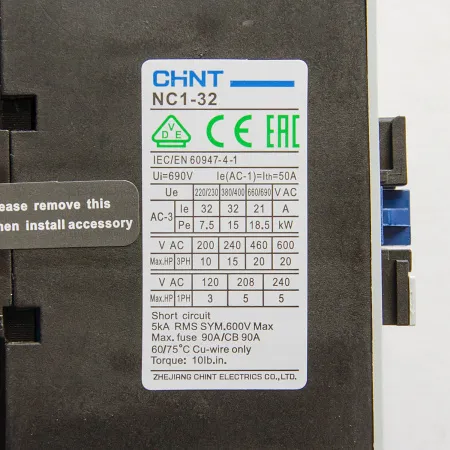 CHNT
NC1-32
VDE CE EAC
IEC/EN 60947-4-1
Ui=690V Ie(AC-1)=Ith=50A
Ue 220/230 380/400 660/690 V AC
AC-3 Ie 32 32 21 A
Pe 7.5 15 18.5 kW
V AC 200 240 460 600
Max.HP 3PH 10 15 20 20
V AC 120 208 240
Max.HP 1PH 3 5 5
Short circuit
5kA RMS SYM.600V Max
Max. fuse 90A/CB 90A
60/75°C Cu-wire only
Torque: 10lb.in.
ZHEJIANG CHINT ELECTRICS CO.,LTD.
ease remove this
hen install accessory